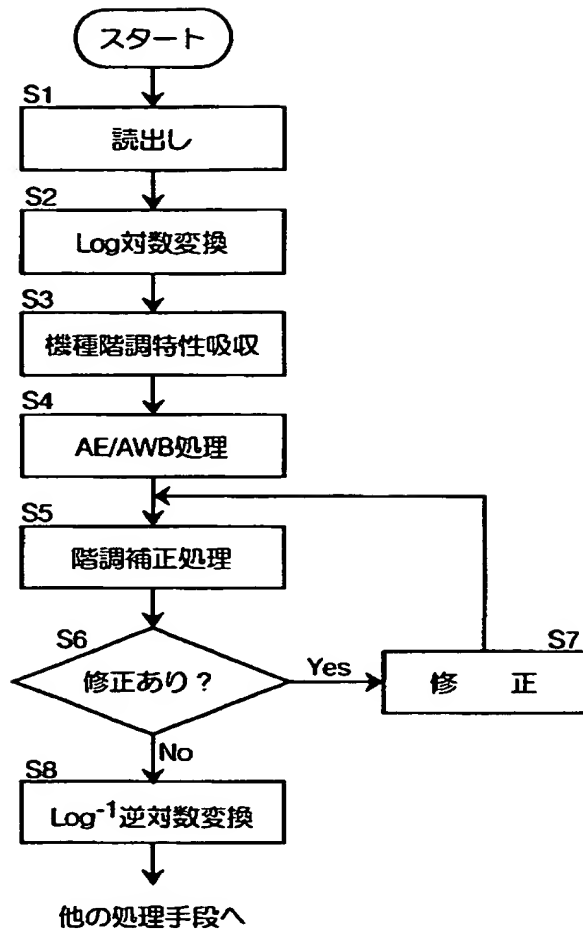 スタート
S1
読出し
S2
Log対数変換
S3
機種階調特性吸収
S4
AE/AWB処理
S5
階調補正処理
S6
修正あり？
Yes
S7
修　正
No
S8
Log⁻¹逆対数変換
他の処理手段へ